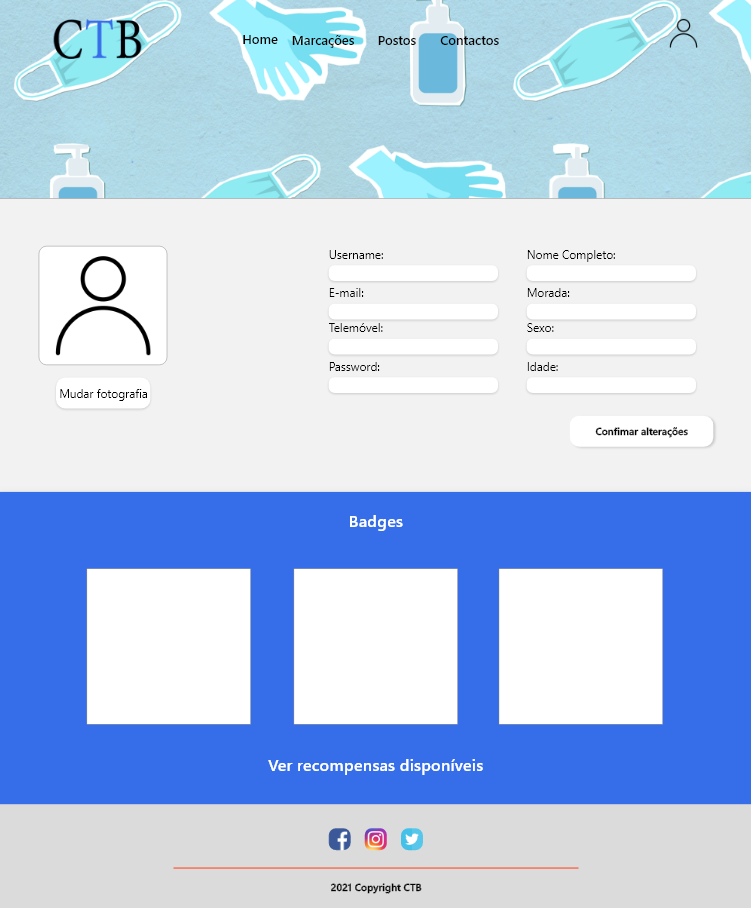 CTB
Home Marcações Postos Contactos
Username:
Nome Completo:
E-mail:
Morada:
Telemóvel:
Sexo:
Password:
Idade:
Mudar fotografia
Confimar alterações
Badges
Ver recompensas disponíveis
2021 Copyright CTB